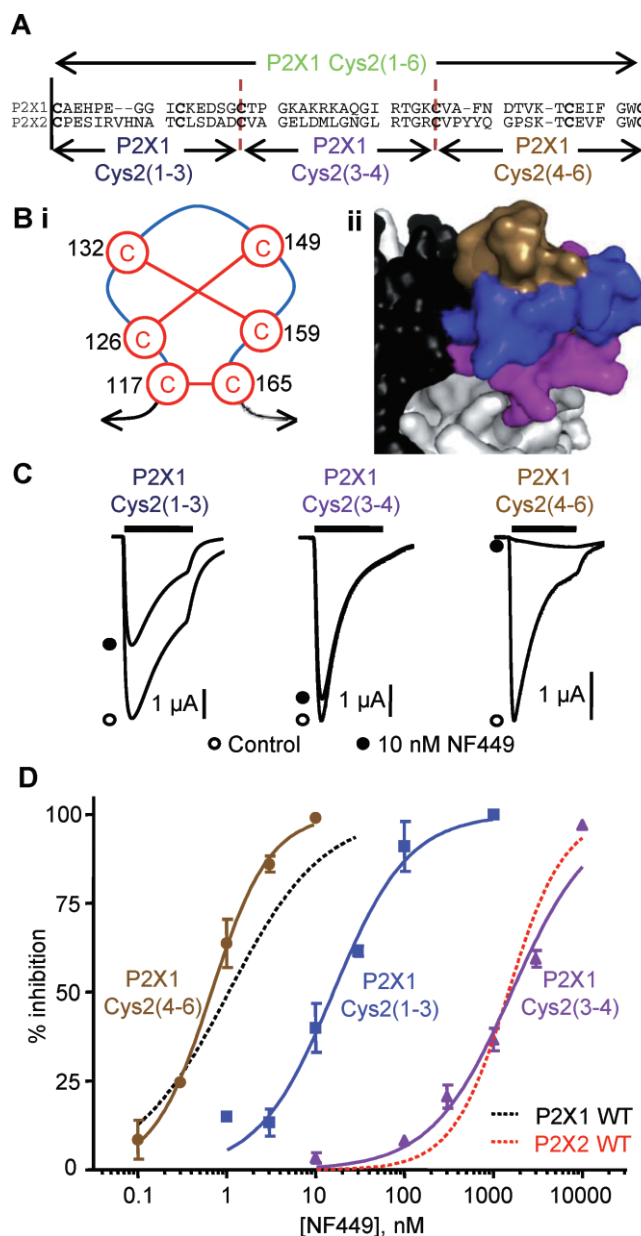 A
P2X1 Cys2(1-6)
P2X1 CAEHPE--GG ICKEDSGCTP GKAKRKAQGI RTGKCVA-FN DTVK-TCEIF GWC
P2X2 CPESIRVHNA TCLSDADCVA GELDMLGNGL RTGRCVPYYQ GPSK-TCEVF GWC
P2X1 P2X1 P2X1
Cys2(1-3) Cys2(3-4) Cys2(4-6)
B i ii
132 C C 149
126 C C 159
117 C C 165
C
P2X1 P2X1 P2X1
Cys2(1-3) Cys2(3-4) Cys2(4-6)
1 µA 1 µA 1 µA
Control 10 nM NF449
D
100
75
50
25
0
% inhibition
P2X1
Cys2(4-6)
P2X1
Cys2(1-3)
P2X1
Cys2(3-4)
P2X1 WT
P2X2 WT
0.1 1 10 100 1000 10000
[NF449], nM